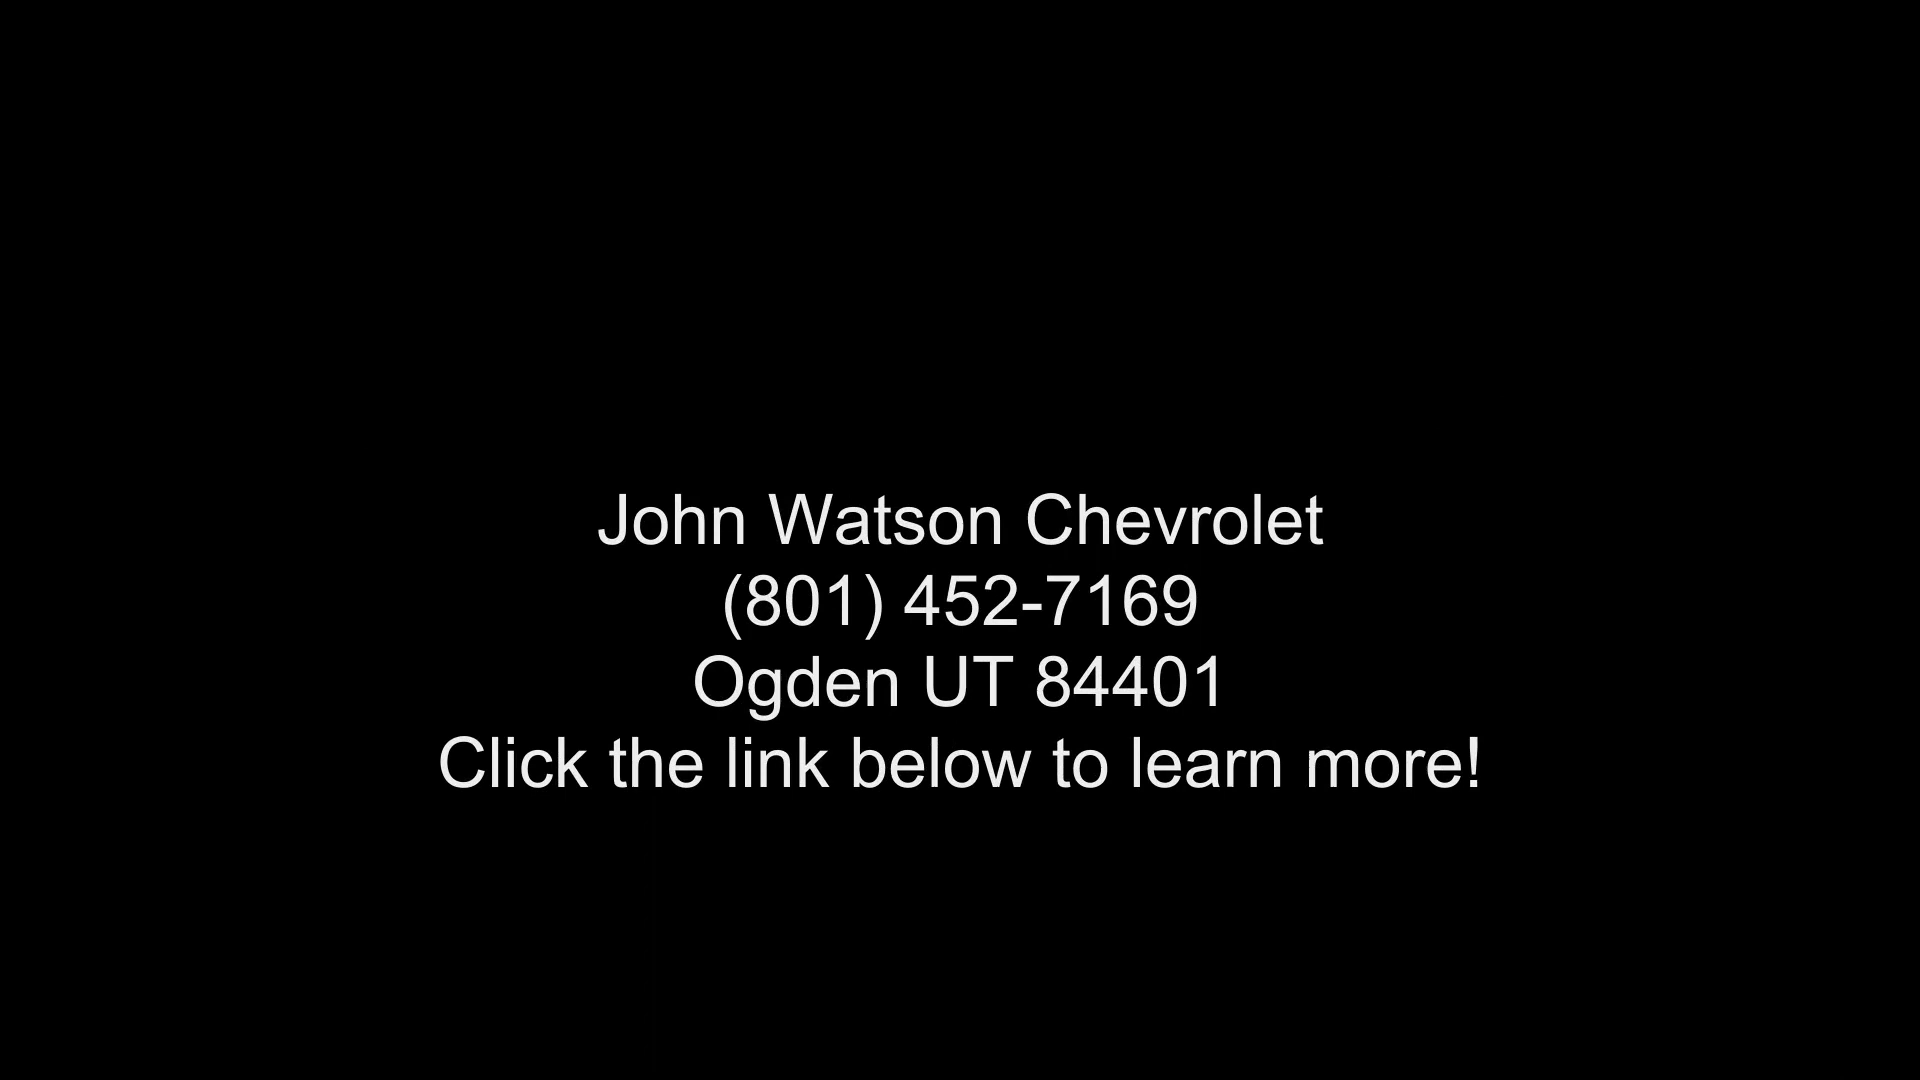 John Watson Chevrolet
(801) 452-7169
Ogden UT 84401
Click the link below to learn more!